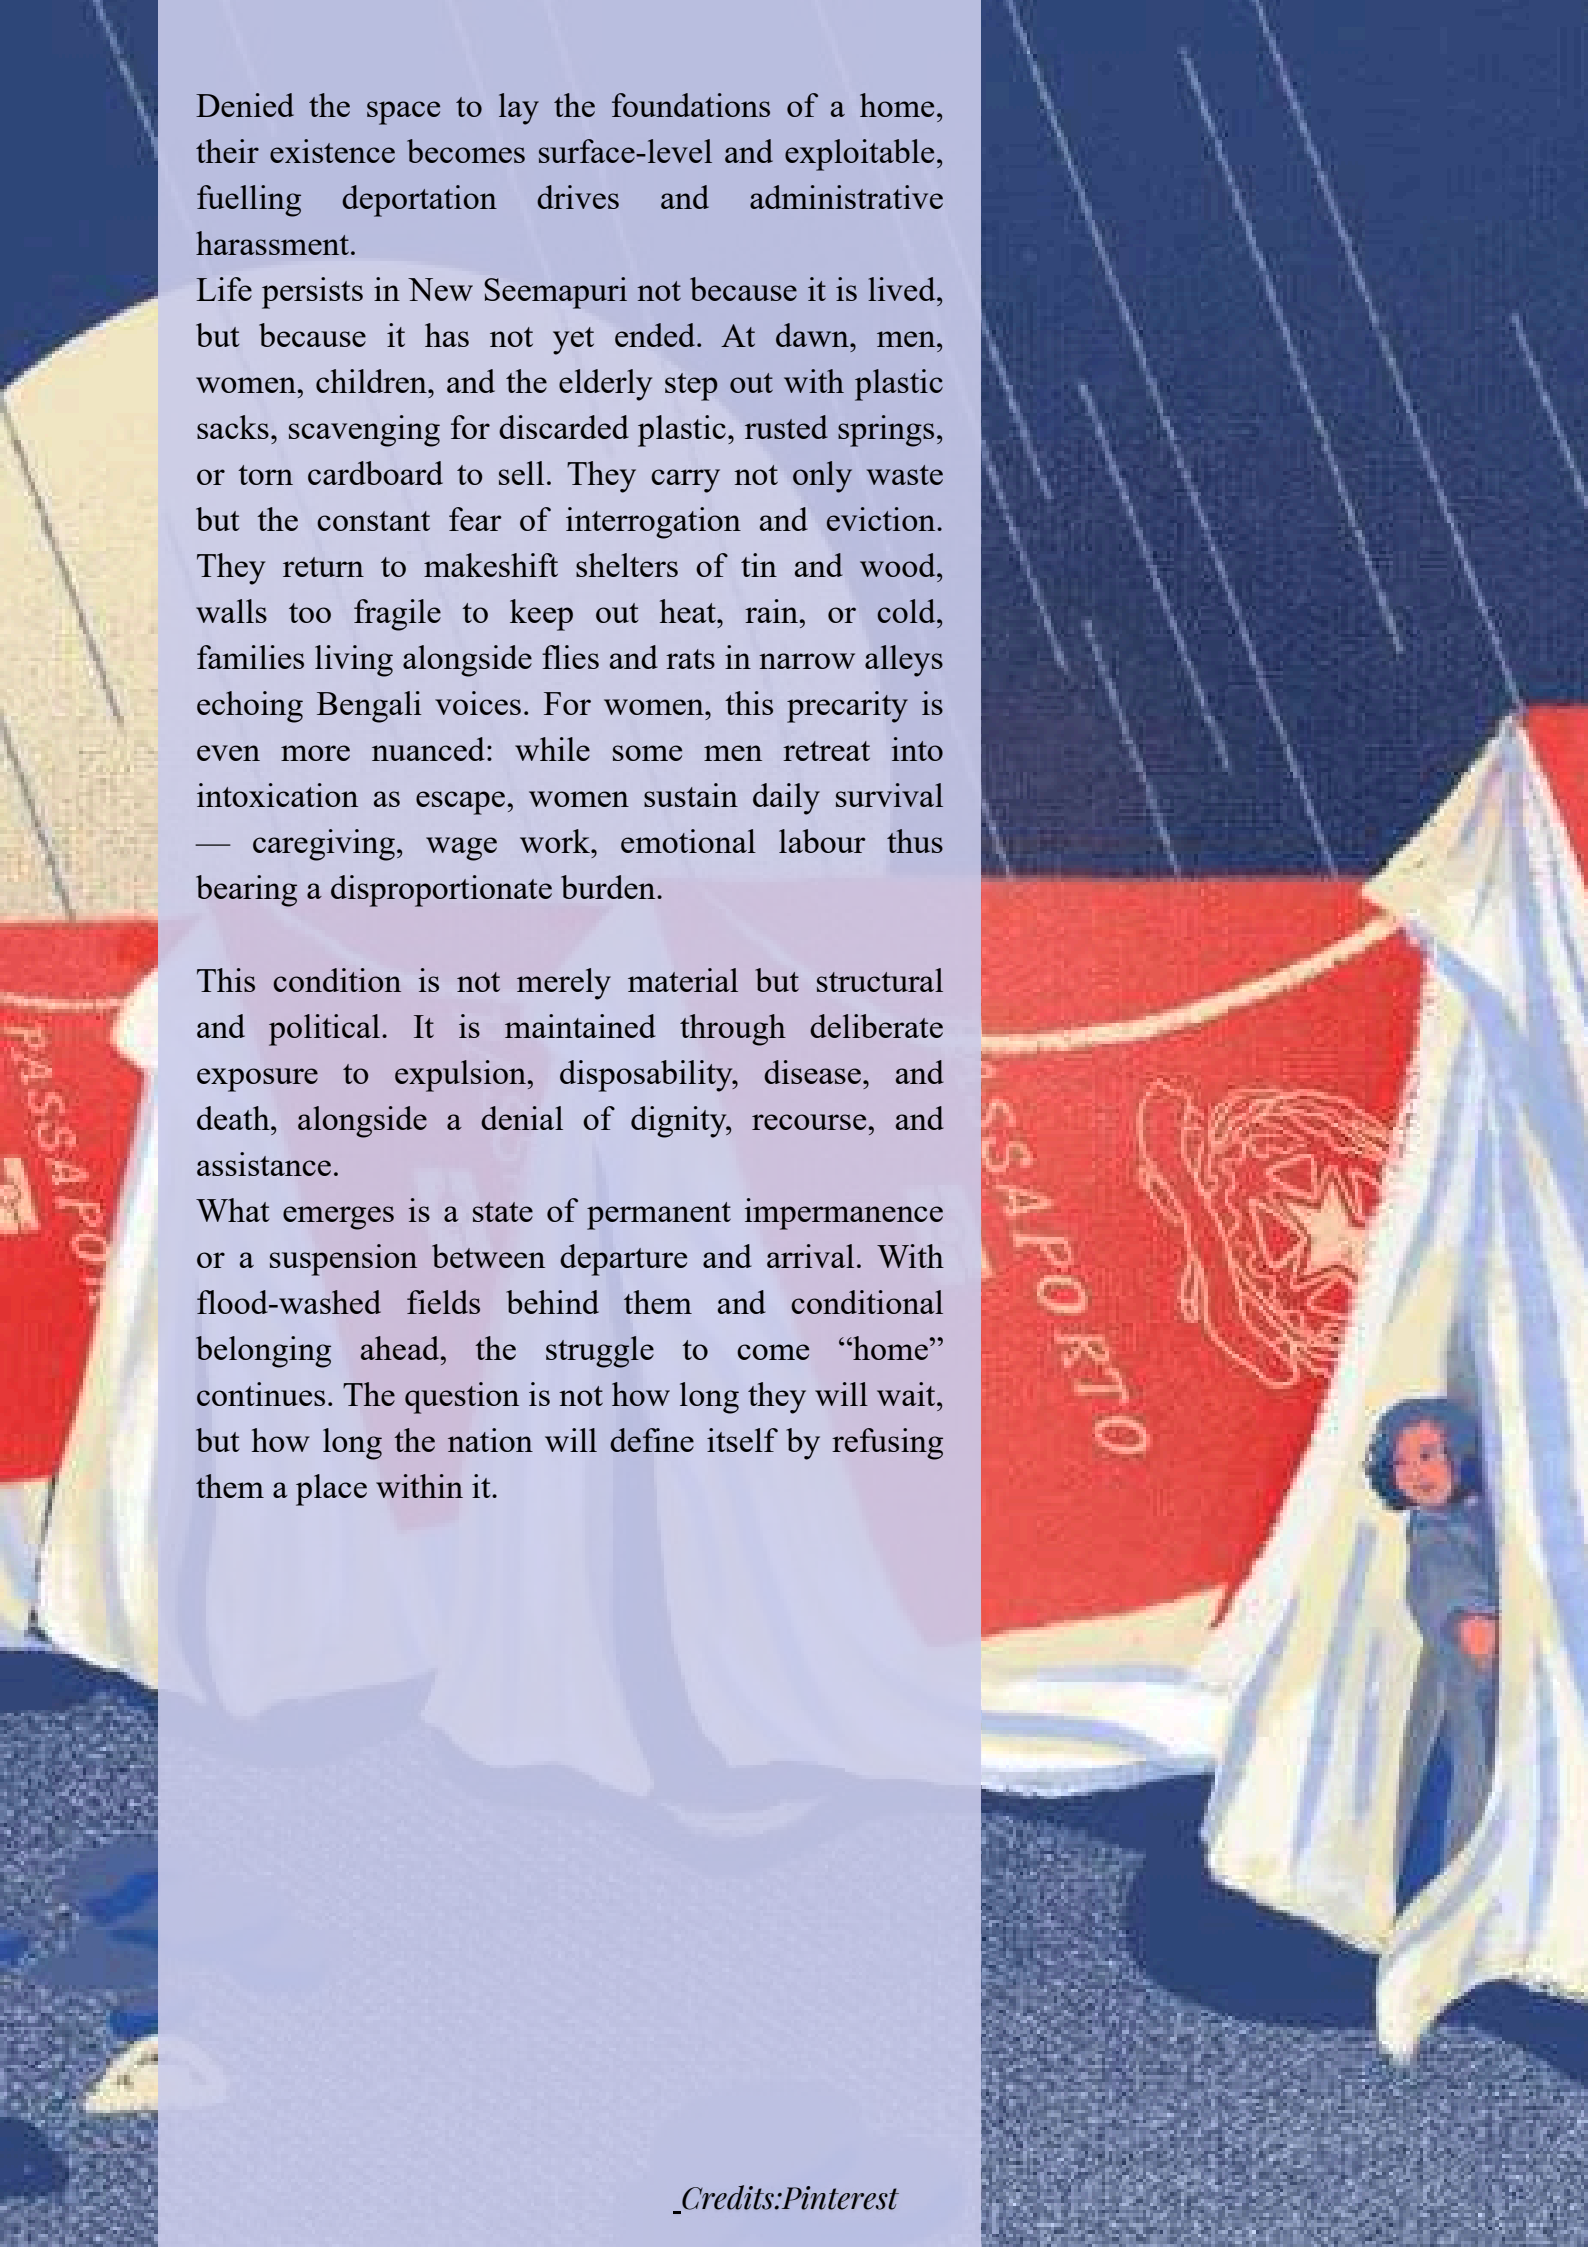 Denied the space to lay the foundations of a home,
their existence becomes surface-level and exploitable,
fuelling deportation drives and administrative
harassment.
Life persists in New Seemapuri not because it is lived,
but because it has not yet ended. At dawn, men,
women, children, and the elderly step out with plastic
sacks, scavenging for discarded plastic, rusted springs,
or torn cardboard to sell. They carry not only waste
but the constant fear of interrogation and eviction.
They return to makeshift shelters of tin and wood,
walls too fragile to keep out heat, rain, or cold,
families living alongside flies and rats in narrow alleys
echoing Bengali voices. For women, this precarity is
even more nuanced: while some men retreat into
intoxication as escape, women sustain daily survival
— caregiving, wage work, emotional labour thus
bearing a disproportionate burden.
This condition is not merely material but structural
and political. It is maintained through deliberate
exposure to expulsion, disposability, disease, and
death, alongside a denial of dignity, recourse, and
assistance.
What emerges is a state of permanent impermanence
or a suspension between departure and arrival. With
flood-washed fields behind them and conditional
belonging ahead, the struggle to come “home”
continues. The question is not how long they will wait,
but how long the nation will define itself by refusing
them a place within it.
PASSAPO
SSAPORTO
Credits:Pinterest